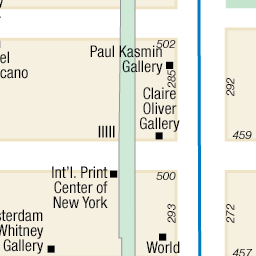 el
cano
Paul Kasmin
Gallery
502
285
292
Claire
Oliver
Gallery
IIIII
459
Int'l. Print
Center of
New York
500
293
272
sterdam
Whitney
Gallery
World
457